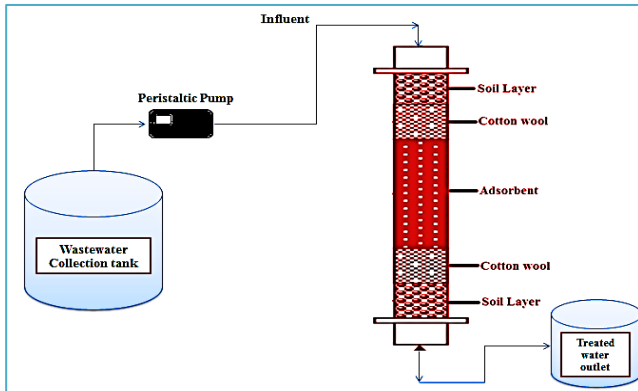 Influent
Peristaltic Pump
Soil Layer
Cotton wool
Adsorbent
Wastewater
Collection tank
Cotton wool
Soil Layer
Treated
water
outlet